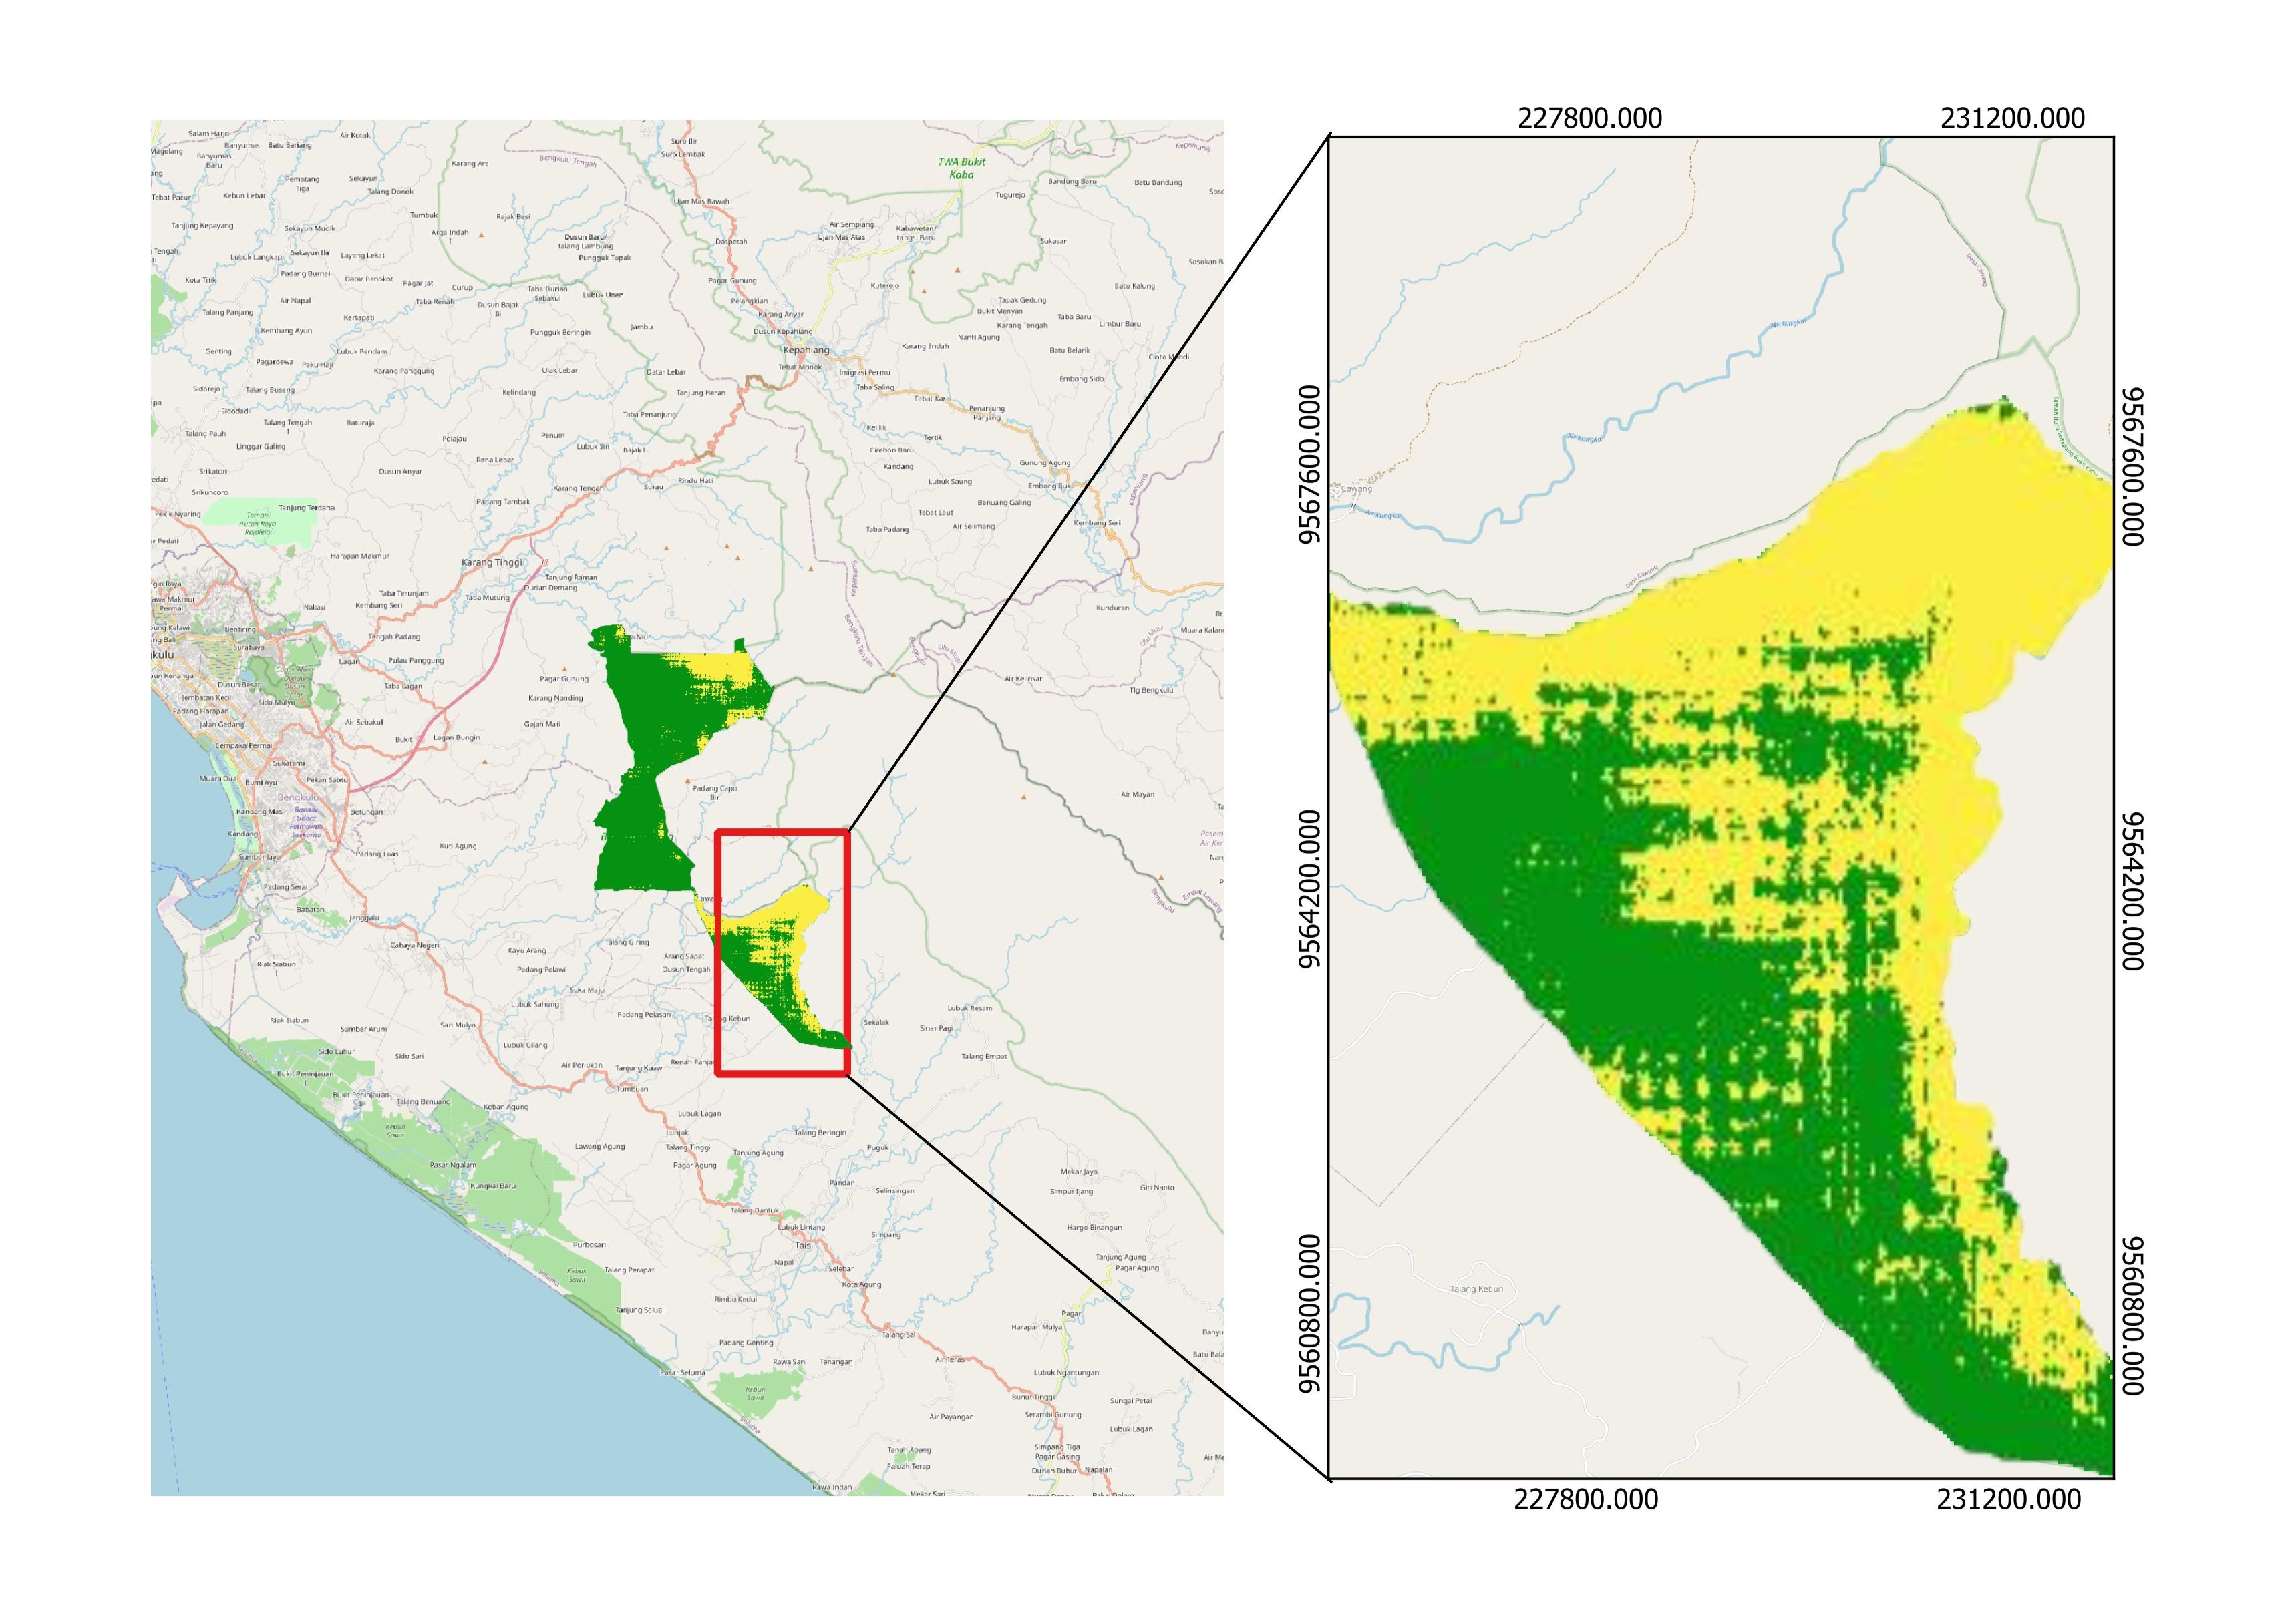 227800.000 231200.000
Salam Harjo
Air Kotok
Suro Ilir
Banyumas
Batu Bariang
Suro Lembak
Magelang
Banyumas
Baru
Karang Are
Bengkulu Tengah
TWA Bukit
Kaba
Kepahiang
Pematang
Tiga
Sekayun
Talang Donok
Bandung Baru
Batu Bandung
Tebat Patur
Kebun Lebar
Ujan Mas Bawah
Tugurejo
Tumbuk
Rajak Besi
Tanjung Kepayang
Sekayun Mudik
Arga Indah
I
Dusun Baru/
talang Lambung
Air Sempiang
Ujan Mas Atas
Kabawetan/
tangsi Baru
Daspetah
Sukasari
Lubuk Langkap
Sekayun Ilir
Layang Lekat
Pungguk Tupak
Padang Burnai
Datar Penokot
Pagar Jati
Curup
Kota Titik
Taba Renah
Taba Durian
Sebakul
Lubuk Unen
Pagar Gunung
Kuterejo
Batu Kalung
Air Napal
Dusun Bajak
Ili
Pelangkian
Tapak Gedung
Talang Panjang
Kertapati
Karang Anyar
Bukit Menyan
Taba Baru
Kembang Ayun
Pungguk Beringin
Jambu
Dusun Kepahiang
Karang Tengah
Limbur Baru
Genting
Lubuk Pendam
Kepahiang
Karang Endah
Nanti Agung
Batu Belarik
Pagardewa
Paku Haji
Karang Panggung
Ulak Lebar
Datar Lebar
Tebat Monok
Imigrasi Permu
Taba Saling
Embong Sido
Sidorejo
Talang Buseng
Kelindang
Tanjung Heran
Tebat Karai
Sidodadi
Talang Tengah
I
Baturaja
Taba Penanjung
Penanjung
Panjang
Talang Pauh
Linggar Galing
Pelajau
Penum
Lubuk Sini
Bajak I
Kelilik
Tertik
Srikaton
Dusun Anyar
Rena Lebar
Cirebon Baru
Kandang
Gunung Agung
Srikuncoro
Karang Tengah
Surau
Rindu Hati
Lubuk Saung
Embong Ijuk
Taman
Hutan Raya
Rajolelo
Tanjung Terdana
Padang Tambak
Benuang Galing
Pekik Nyaring
Tebat Laut
Taba Padang
Air Selimang
Kembang Seri
Harapan Makmur
Karang Tinggi
Tanjung Raman
Durian Demang
Taba Terunjam
Kembang Seri
Taba Mutung
Kunduran
Nakau
Bentiring
Tengah Padang
Surabaya
Lagan
Pulau Panggung
Muara Kalang
Dusun Besar
Taba Lagan
Pagar Gunung
Karang Nanding
Air Kelinsar
Tlg Bengkulu
Jembatan Kecil
Sido Mulyo
Padang Harapan
Jalan Gedang
Air Sebakul
Gajah Mati
Cempaka Permai
Bukit
Lagan Bungin
Sukarami
Muara Dua
Bumi Ayu
Pekan Sabtu
Padang Capo
Ilir
Air Mayan
Bengkulu
Kandang Mas
Betungan
Kandang
Sumber Jaya
Padang Luas
Kuti Agung
Padang Serai
Babatan
Jenggalu
Cahaya Negeri
Kayu Arang
Talang Giring
Riak Siabun
I
Padang Pelawi
Arang Sapat
Dusun Tengah
Suka Maju
Lubuk Sahung
Riak Siabun
Sumber Arum
Sari Mulyo
Padang Pelasan
Sekalak
Lubuk Resam
Sinar Pagi
Sido Luhur
Sido Sari
Lubuk Gilang
Talang Empat
Bukit Peninjauan
I
Air Periukan
Tanjung Kuaw
Bukit Peninjauan
Talang Benuang
Keban Agung
Tumbuan
Lubuk Lagan
Kebun
Sawit
Lunjuk
Talang Beringin
Lawang Agung
Talang Tinggi
Tanjung Agung
Puguk
Pasar Ngalam
Pagar Agung
Mekar Jaya
Kungkai Baru
Pandan
Selinsingan
Simpur Ijang
Giri Nanto
Talang Dantuk
Lubuk Lintang
Simpang
Hargo Binangun
Purbosari
Tais
Tanjung Agung
Napal
Selebar
Pagar Agung
Kebun
Sawit
Talang Perapat
Kota Agung
Rimbo Kedui
Tanjung Seluai
Pagar
Harapan Mulya
Talang Sali
Padang Genting
Rawa Sari
Tenangan
Air Teras
Pasar Seluma
Lubuk Ngantungan
Kebun
Sawit
Bunut Tinggi
Sungai Petai
Air Payangan
Serambi Gunung
Seluma
Lubuk Lagan
Tanah Abang
Simpang Tiga
Paluah Terap
Pagar Gasing
Dunan Bubur
Napalan
Rawa Indah
Mekar Sari
Desa Cawang
Air Kungkai
Air Kungkai
Cawang
Air Kungkai
Desa Cawang
Talang Kebun
9567600.000
9564200.000
9560800.000
9567600.000
9564200.000
9560800.000
227800.000 231200.000